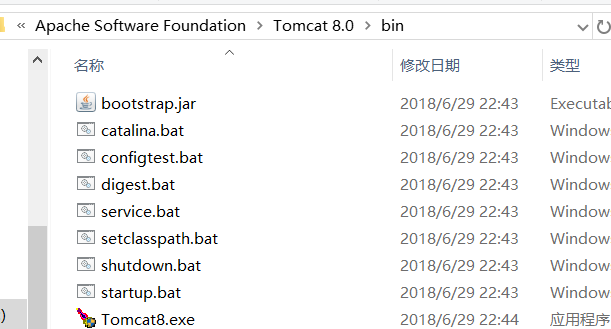 « Apache Software Foundation > Tomcat 8.0 > bin
名称 修改日期 类型
bootstrap.jar 2018/6/29 22:43 Executab
catalina.bat 2018/6/29 22:43 Window
configtest.bat 2018/6/29 22:43 Window
digest.bat 2018/6/29 22:43 Window
service.bat 2018/6/29 22:43 Window
setclasspath.bat 2018/6/29 22:43 Window
shutdown.bat 2018/6/29 22:43 Window
startup.bat 2018/6/29 22:43 Window
) Tomcat8.exe 2018/6/29 22:44 应用程序